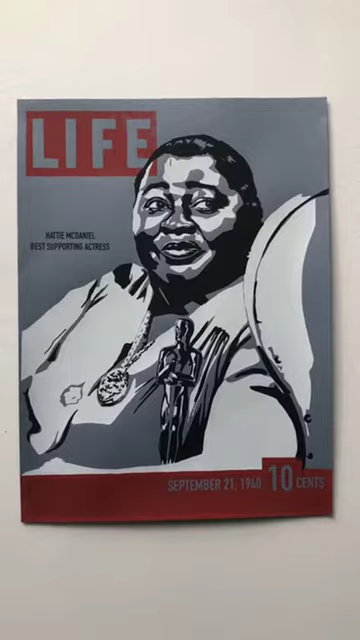 LIFE
HATTIE MCDANIEL
BEST SUPPORTING ACTRESS
SEPTEMBER 21, 1940 10 CENTS